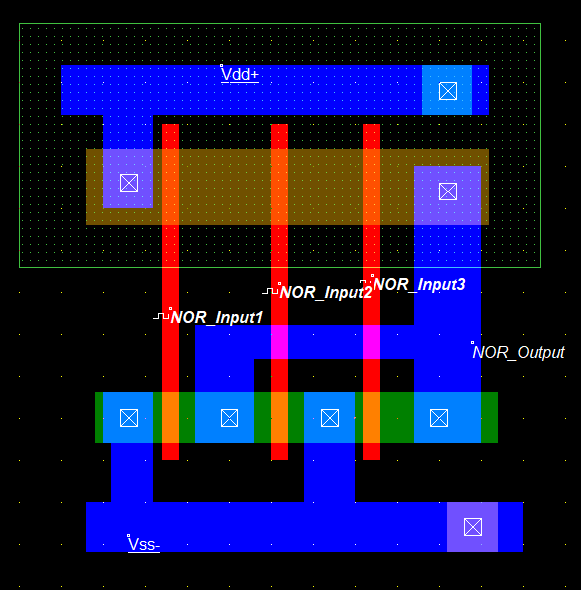 Vdd+
NOR_Input3
NOR_Input2
NOR_Input1
NOR_Output
Vss-